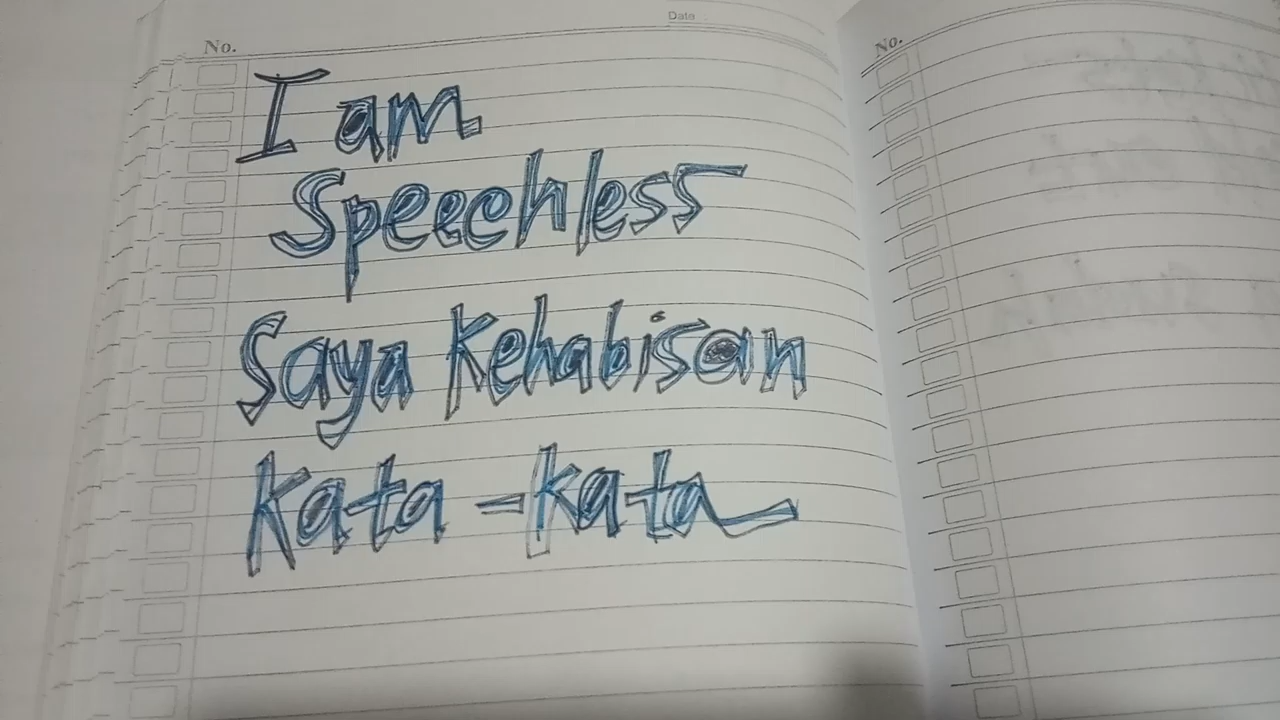 Date
No.
No.
I am
Speechless
Saya Kehabisan
Kata-kata